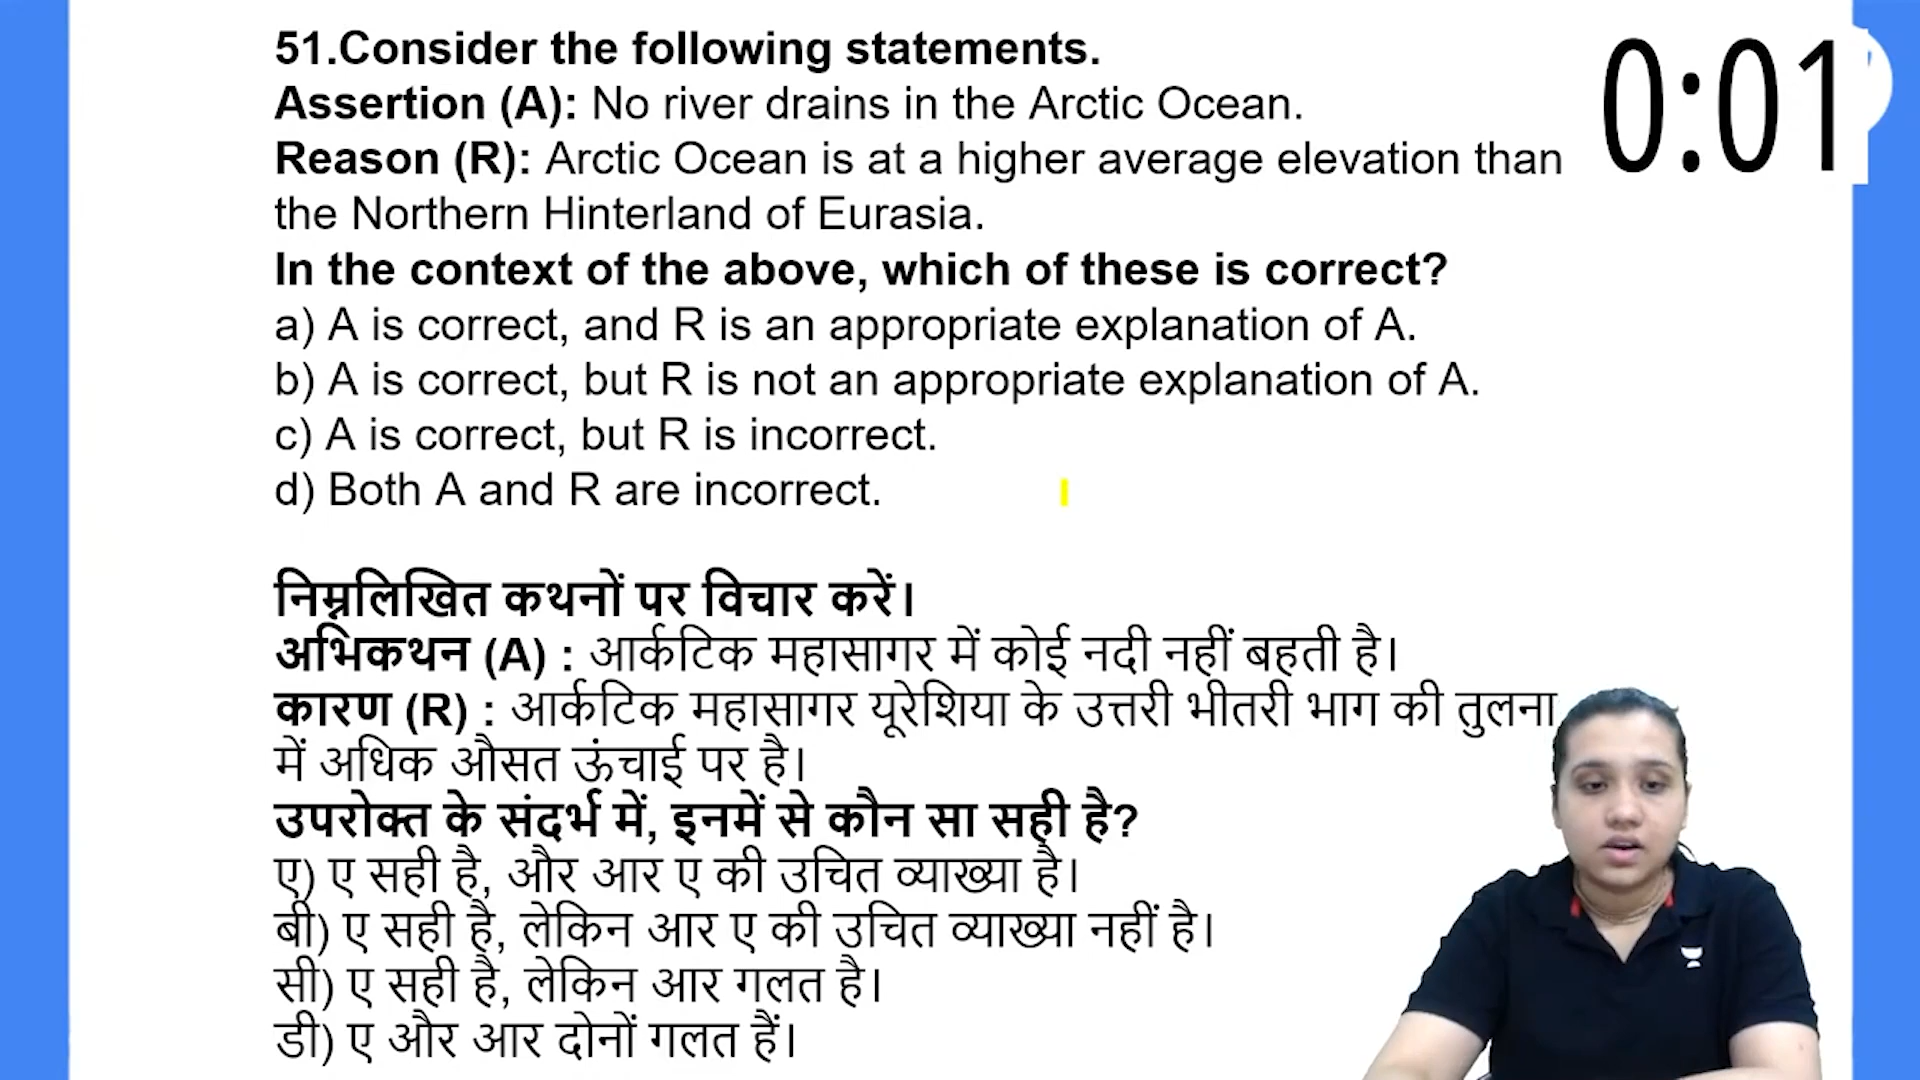 51.Consider the following statements.
0:01
Assertion (A): No river drains in the Arctic Ocean.
Reason (R): Arctic Ocean is at a higher average elevation than
the Northern Hinterland of Eurasia.
In the context of the above, which of these is correct?
a) A is correct, and R is an appropriate explanation of A.
b) A is correct, but R is not an appropriate explanation of A.
c) A is correct, but R is incorrect.
d) Both A and R are incorrect.
निम्नलिखित कथनों पर विचार करें।
अभिकथन (A) : आर्कटिक महासागर में कोई नदी नहीं बहती है।
कारण (R) : आर्कटिक महासागर यूरेशिया के उत्तरी भीतरी भाग की तुलना
में अधिक औसत ऊंचाई पर है।
उपरोक्त के संदर्भ में, इनमें से कौन सा सही है?
ए) ए सही है, और आर ए की उचित व्याख्या है।
बी) ए सही है, लेकिन आर ए की उचित व्याख्या नहीं है।
सी) ए सही है, लेकिन आर गलत है।
डी) ए और आर दोनों गलत हैं।